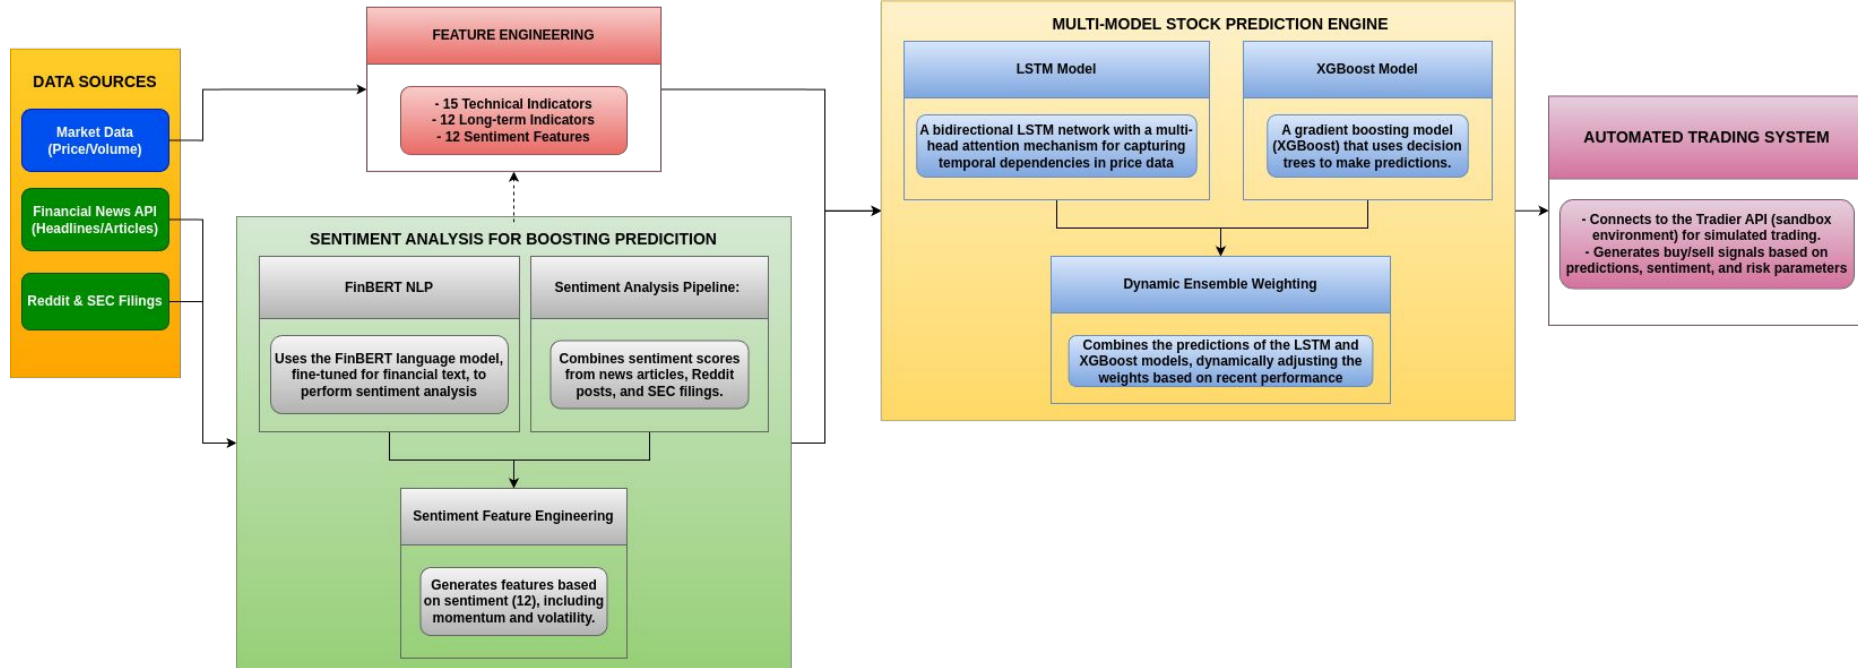 DATA SOURCES
Market Data
(Price/Volume)
Financial News API
(Headlines/Articles)
Reddit & SEC Filings
FEATURE ENGINEERING
- 15 Technical Indicators
- 12 Long-term Indicators
- 12 Sentiment Features
SENTIMENT ANALYSIS FOR BOOSTING PREDICITION
FinBERT NLP
Uses the FinBERT language model,
fine-tuned for financial text, to
perform sentiment analysis
Sentiment Analysis Pipeline:
Combines sentiment scores
from news articles, Reddit
posts, and SEC filings.
Sentiment Feature Engineering
Generates features based
on sentiment (12), including
momentum and volatility.
MULTI-MODEL STOCK PREDICTION ENGINE
LSTM Model
A bidirectional LSTM network with a multi-
head attention mechanism for capturing
temporal dependencies in price data
XGBoost Model
A gradient boosting model
(XGBoost) that uses decision
trees to make predictions.
Dynamic Ensemble Weighting
Combines the predictions of the LSTM and
XGBoost models, dynamically adjusting the
weights based on recent performance
AUTOMATED TRADING SYSTEM
- Connects to the Tradier API (sandbox
environment) for simulated trading.
- Generates buy/sell signals based on
predictions, sentiment, and risk parameters